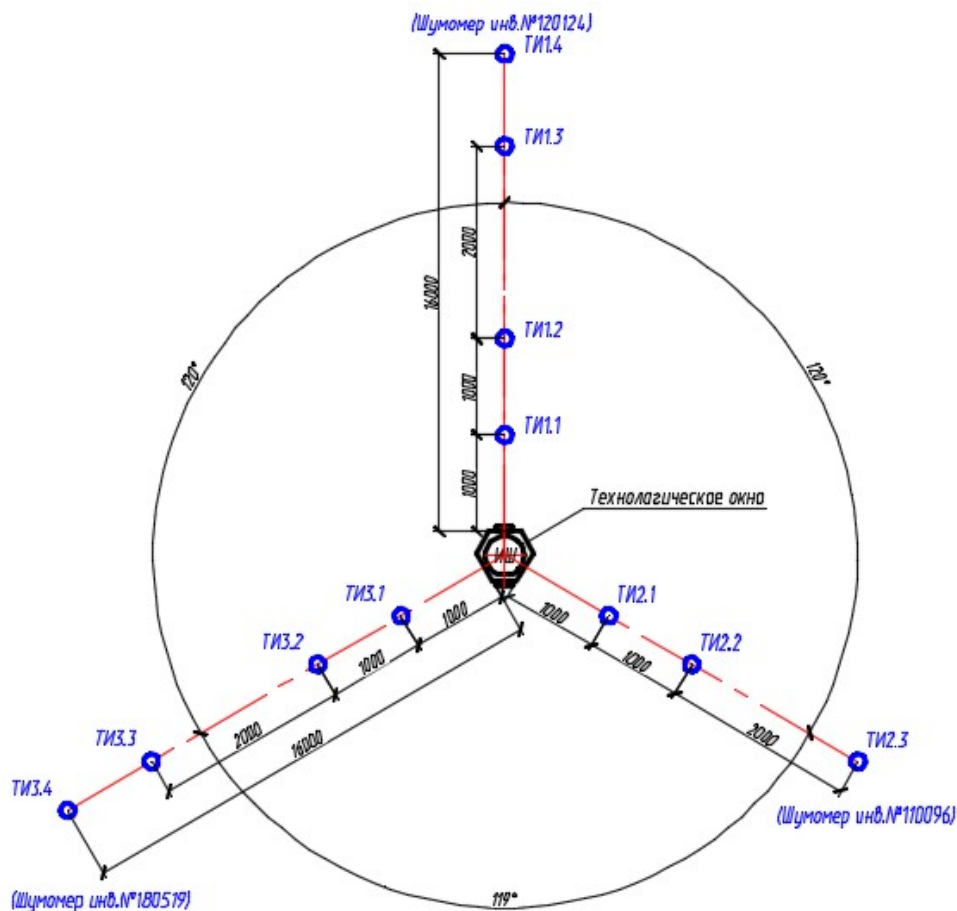 (Шумомер инв.№120124)
ТИ1.4
ТИ1.3
2000
16000
ТИ1.2
120°
120°
1000
ТИ1.1
1000
Технолагическое окно
ИШ
ТИ3.1
ТИ2.1
1000
1000
ТИ3.2
ТИ2.2
1000
1000
2000
16000
2000
ТИ3.3
ТИ2.3
ТИ3.4
(Шумомер инв.№110096)
(Шумомер инв.№180519)
119°